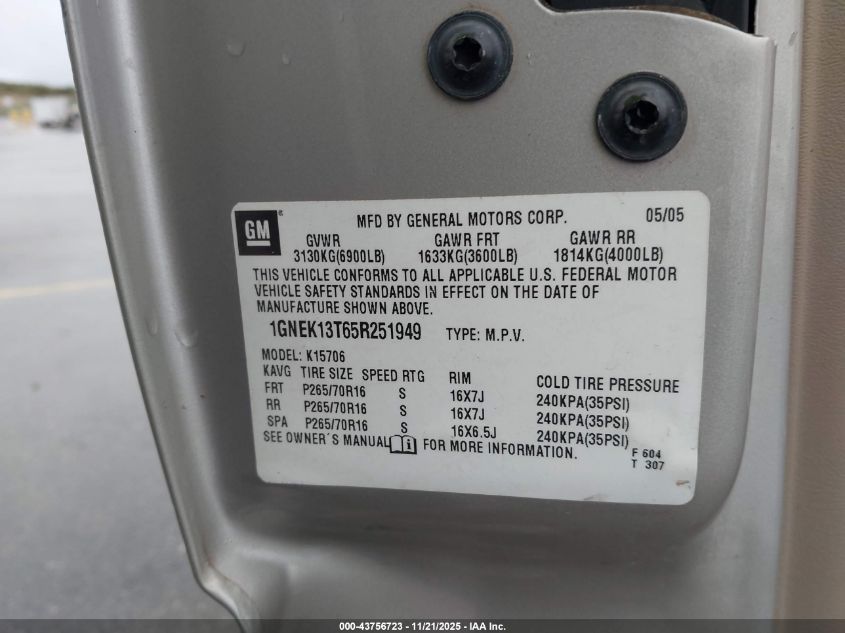 GM ®
MFD BY GENERAL MOTORS CORP. 05/05
GVWR GAWR FRT GAWR RR
3130KG(6900LB) 1633KG(3600LB) 1814KG(4000LB)
THIS VEHICLE CONFORMS TO ALL APPLICABLE U.S. FEDERAL MOTOR
VEHICLE SAFETY STANDARDS IN EFFECT ON THE DATE OF
MANUFACTURE SHOWN ABOVE.
1GNEK13T65R251949 TYPE: M.P.V.
MODEL: K15706
KAVG TIRE SIZE SPEED RTG RIM COLD TIRE PRESSURE
FRT P265/70R16 S 16X7J 240KPA(35PSI)
RR P265/70R16 S 16X7J 240KPA(35PSI)
SPA P265/70R16 S 16X6.5J 240KPA(35PSI)
SEE OWNER'S MANUAL FOR MORE INFORMATION.
F 604
T 307
000-43756723 - 11/21/2025 - IAA Inc.